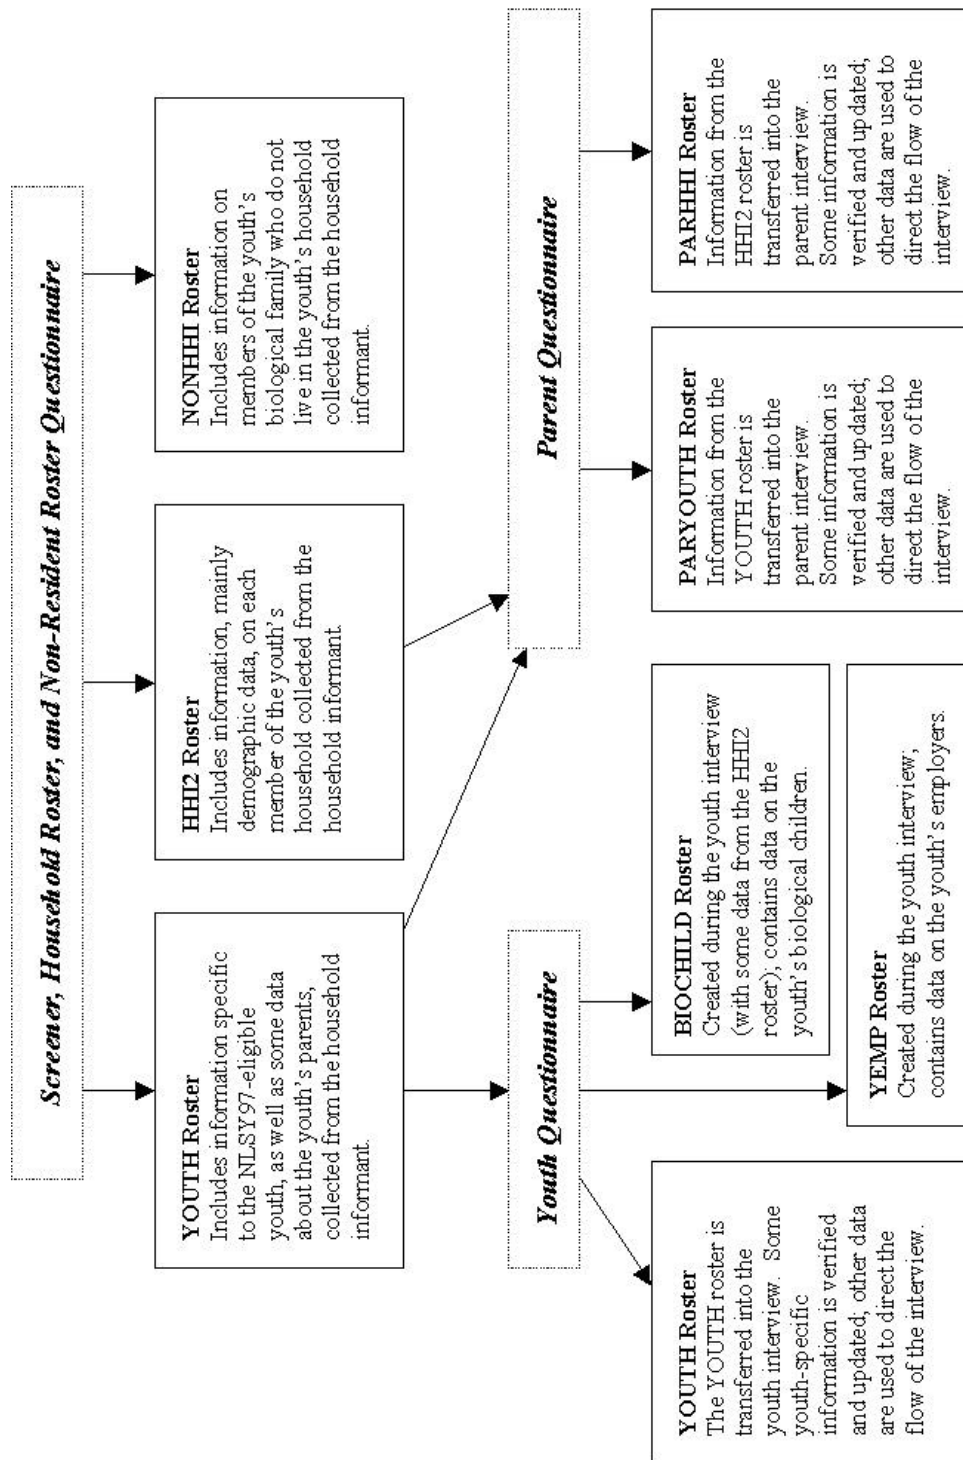 Screener, Household Roster, and Non-Resident Roster Questionnaire
YOUTH Roster
Includes information specific
to the NLSY97-eligible
youth, as well as some data
about the youth's parents,
collected from the household
informant.
HHI2 Roster
Includes information, mainly
demographic data, on each
member of the youth's
household collected from the
household informant.
NONHHI Roster
Includes information on
members of the youth's
biological family who do not
live in the youth's household
collected from the household
informant.
Youth Questionnaire
Parent Questionnaire
YOUTH Roster
The YOUTH roster is
transferred into the
youth interview. Some
youth-specific
information is verified
and updated; other data
are used to direct the
flow of the interview.
BIOCHILD Roster
Created during the youth interview
(with some data from the HHI2
roster); contains data on the
youth's biological children.
YEMP Roster
Created during the youth interview;
contains data on the youth's employers.
PARYOUTH Roster
Information from the
YOUTH roster is
transferred into the
parent interview.
Some information is
verified and updated;
other data are used to
direct the flow of the
interview.
PARHHI Roster
Information from the
HHI2 roster is
transferred into the
parent interview.
Some information is
verified and updated;
other data are used to
direct the flow of the
interview.